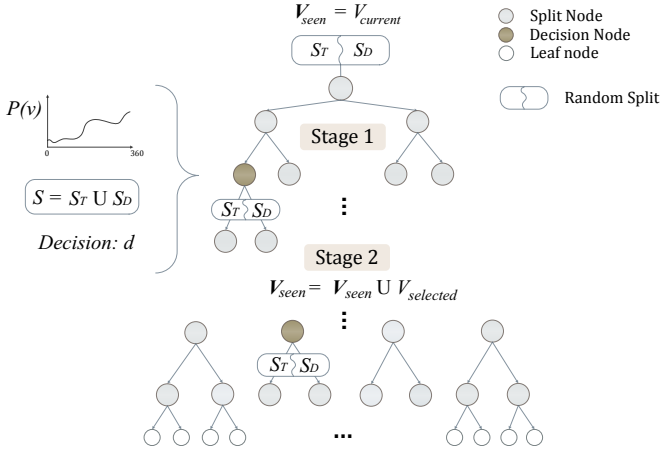 V_seen = V_current
S_T S_D
Split Node
Decision Node
Leaf node
Random Split
P(v)
0 360
S = S_T U S_D
Decision: d
Stage 1
S_T S_D
Stage 2
V_seen = V_seen U V_selected
S_T S_D